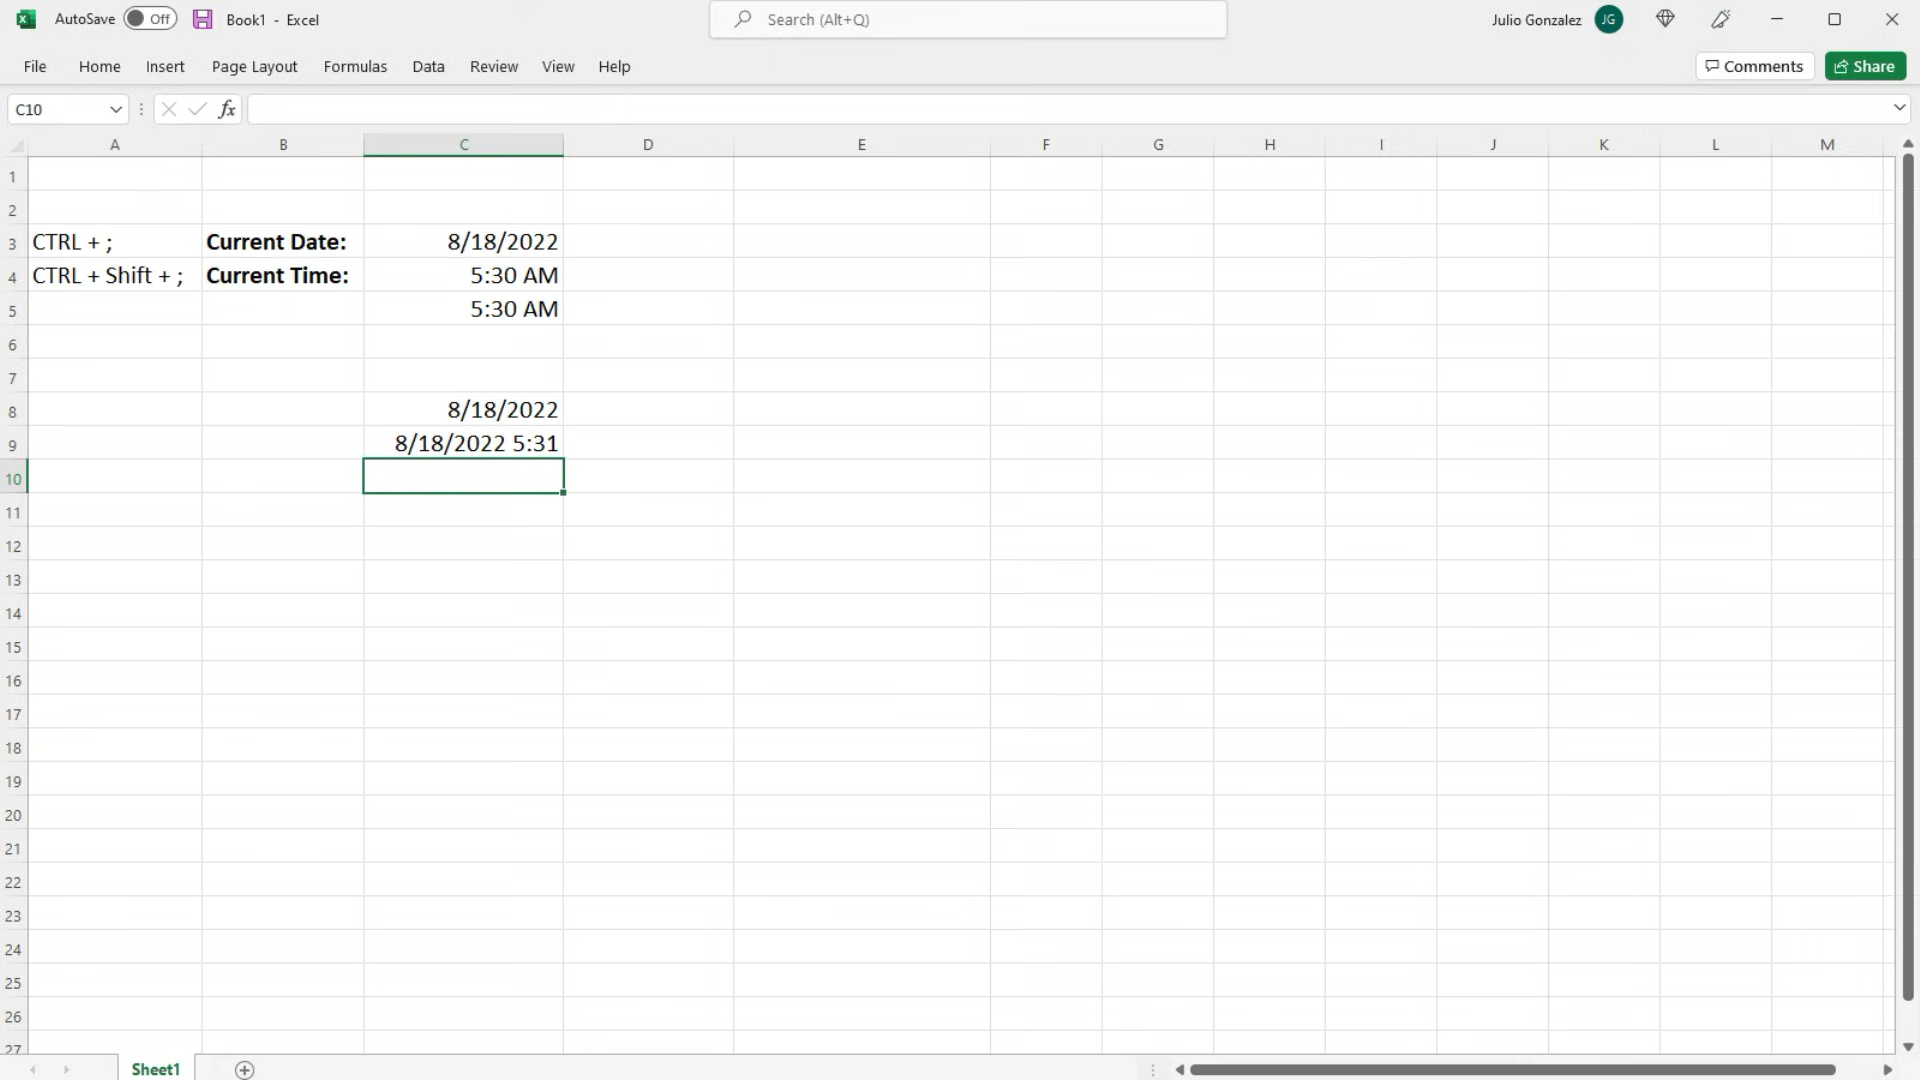 AutoSave Off Book1 - Excel Search (Alt+Q) Julio Gonzalez JG
File Home Insert Page Layout Formulas Data Review View Help Comments Share
C10 fx
A B C D E F G H I J K L M
1
2
3 CTRL + ; Current Date: 8/18/2022
4 CTRL + Shift + ; Current Time: 5:30 AM
5 5:30 AM
6
7
8 8/18/2022
9 8/18/2022 5:31
10
11
12
13
14
15
16
17
18
19
20
21
22
23
24
25
26
27
Sheet1